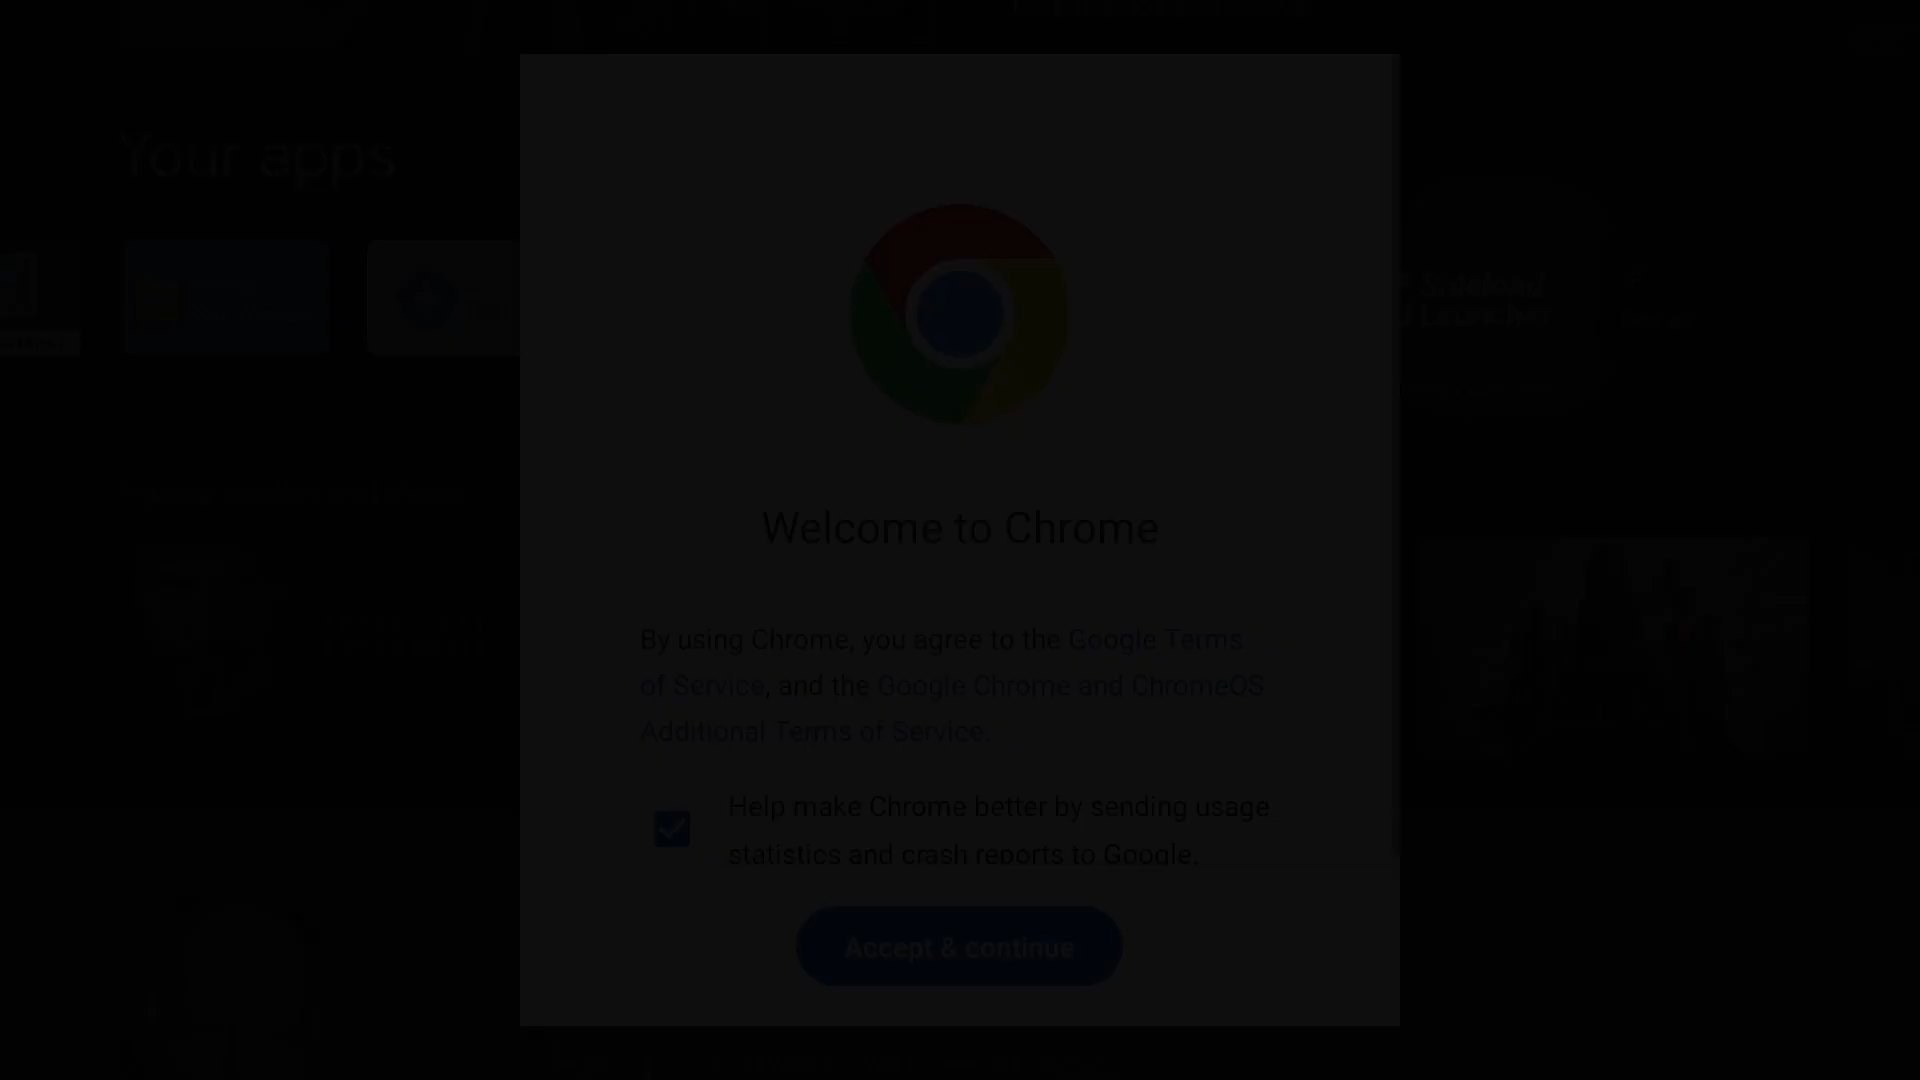 Your apps
Sideload
Launcher
Welcome to Chrome
By using Chrome, you agree to the Google Terms
of Service, and the Google Chrome and ChromeOS
Additional Terms of Service.
Help make Chrome better by sending usage
statistics and crash reports to Google.
Accept & continue